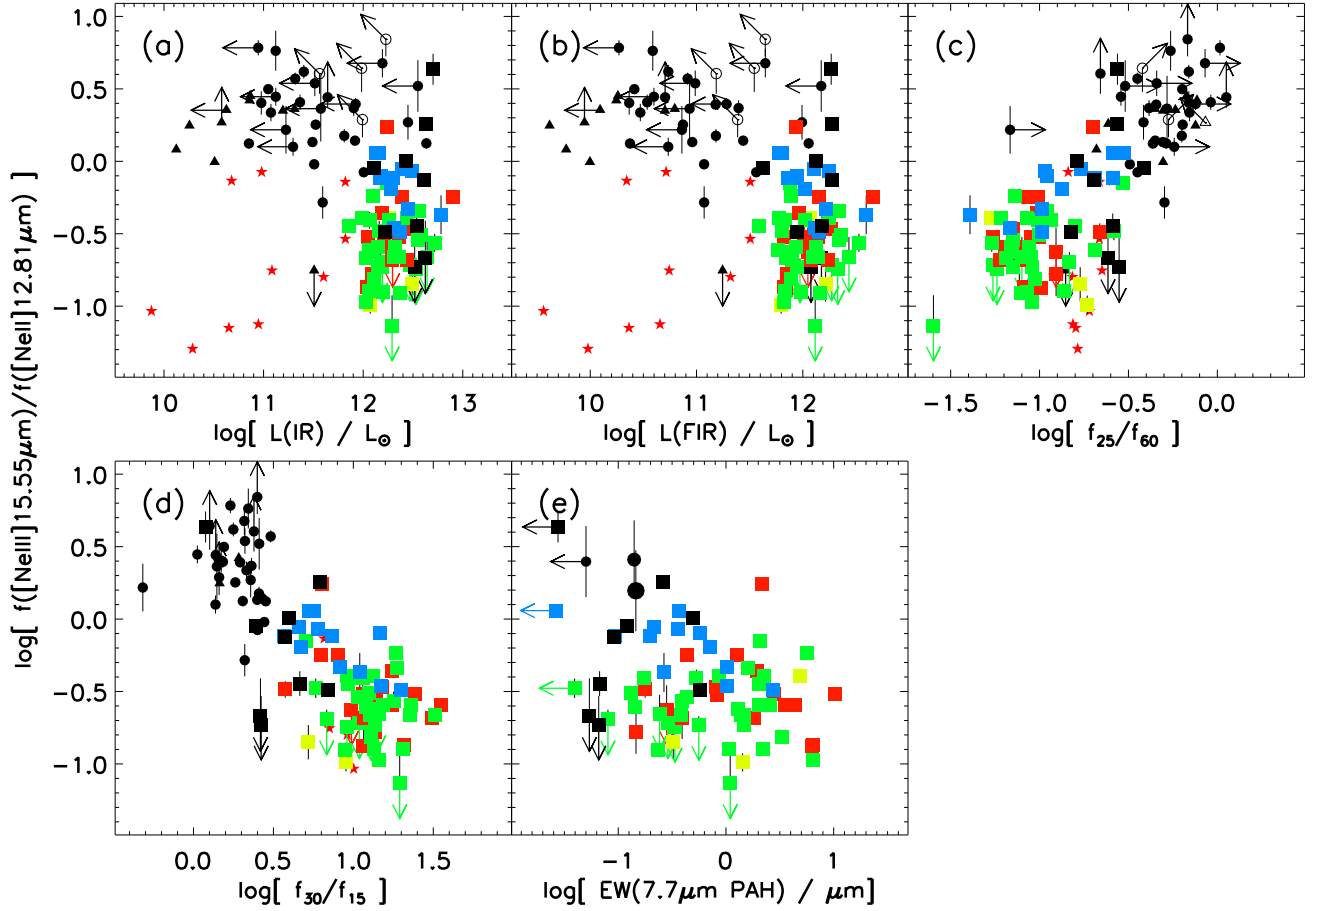 log[ f([NeIII]15.55μm)/f([NeII]12.81μm) ]
1.0
0.5
0.0
−0.5
−1.0
(a)
(b)
(c)
10 11 12 13
10 11 12
−1.5 −1.0 −0.5 0.0
log[ L(IR) / L⊙ ]
log[ L(FIR) / L⊙ ]
log[ f25/f60 ]
1.0
0.5
0.0
−0.5
−1.0
(d)
(e)
0.0 0.5 1.0 1.5
−1 0 1
log[ f30/f15 ]
log[ EW(7.7μm PAH) / μm]